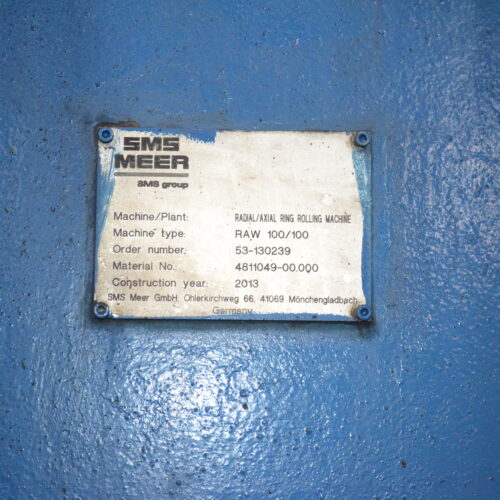 SMS
MEER
SMS group
Machine/Plant: RADIAL/AXIAL RING ROLLING MACHINE
Machine type: RAW 100/100
Order number: 53-130239
Material No.: 4811049-00.000
Construction year: 2013
SMS Meer GmbH, Ohlerkirchweg 66, 41069 Mönchengladbach
Germany